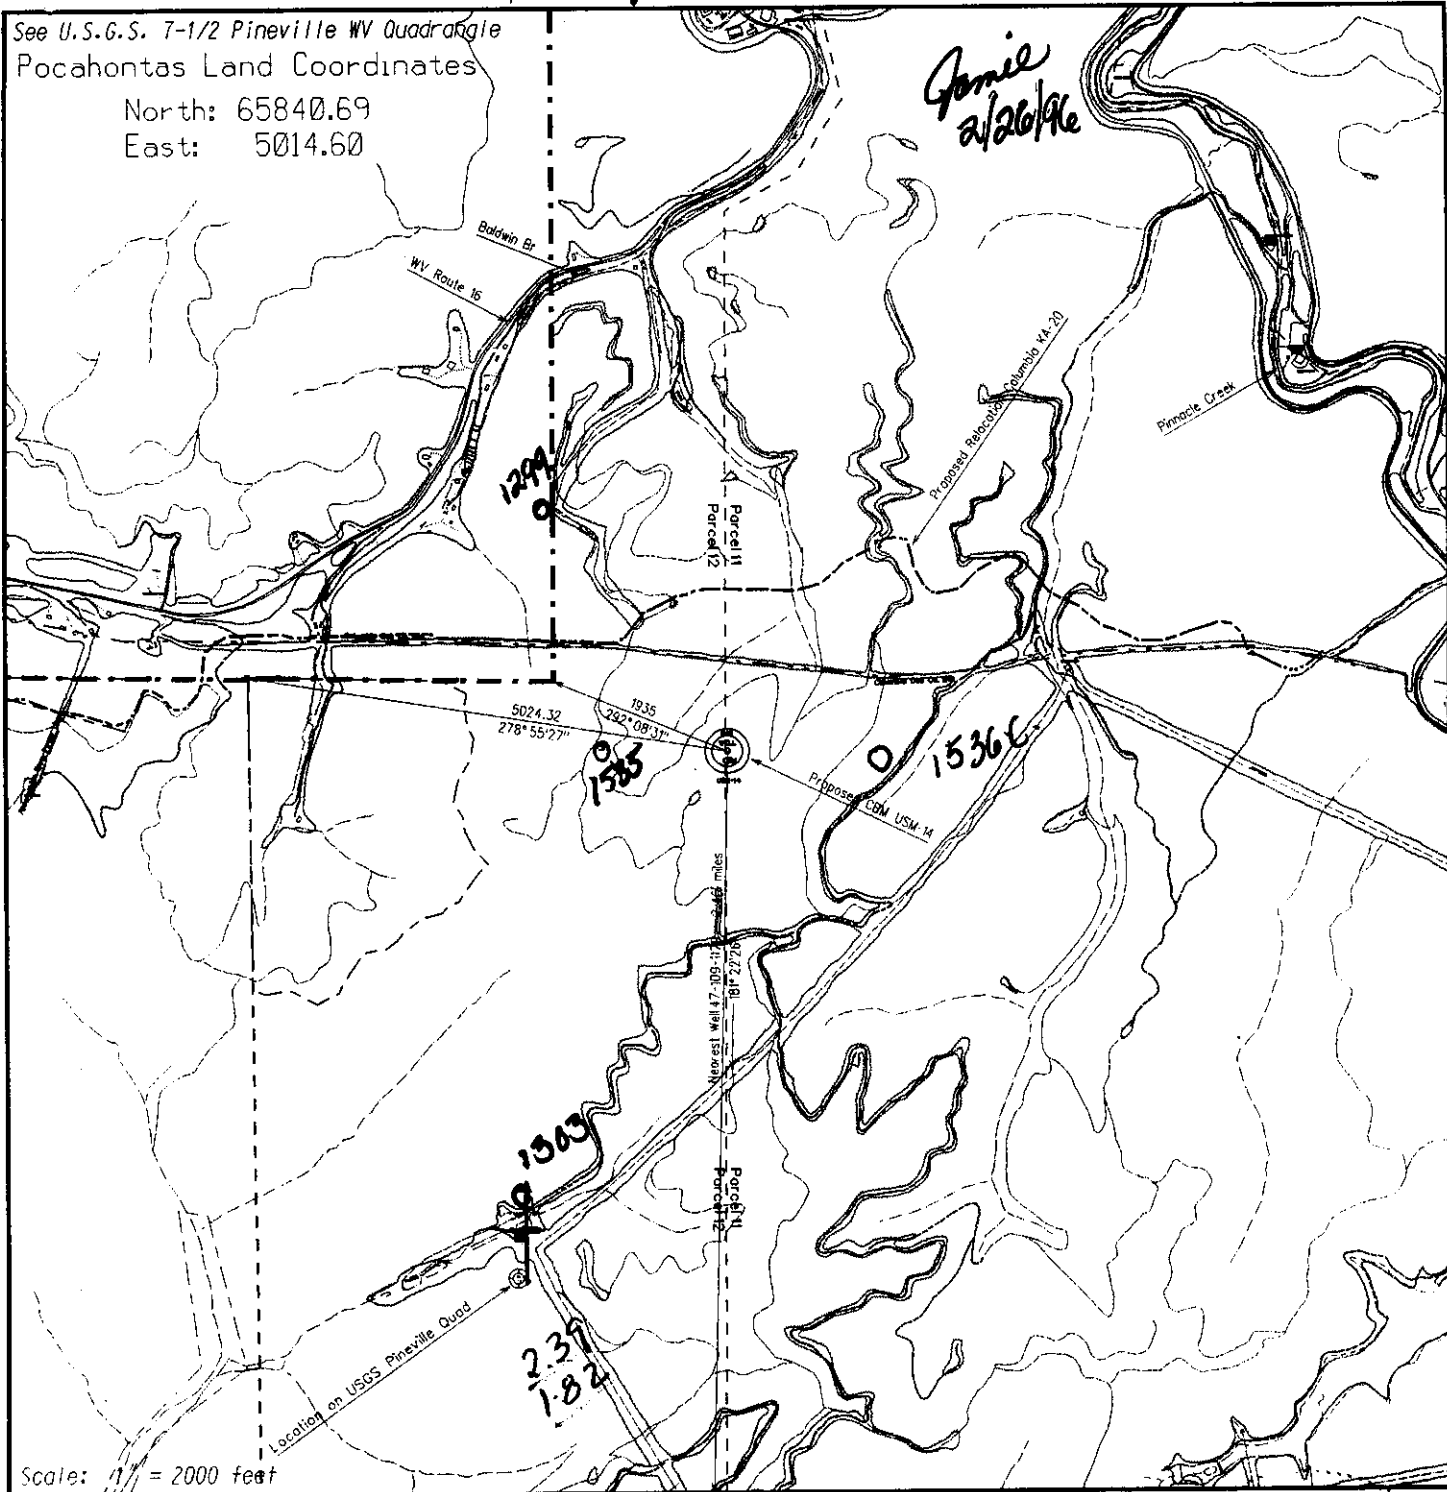 See U.S.G.S. 7-1/2 Pineville WV Quadrangle
Pocahontas Land Coordinates
North: 65840.69
East: 5014.60
Jamie
2/26/96
Baldwin Br
WV Route 16
Proposed Relocation Columbia KA-20
Pinnacle Creek
1299
Parcel 11
Parcel 12
5024.32
278° 55'27"
1935
292° 08'31"
1585
1536 C
Proposed CBM USM-14
Nearest Well 47-109- miles
181° 22'26"
1303
Parcel 11
Parcel 12
Location on USGS Pineville Quad
2.39
1.82
Scale: 1" = 2000 feet